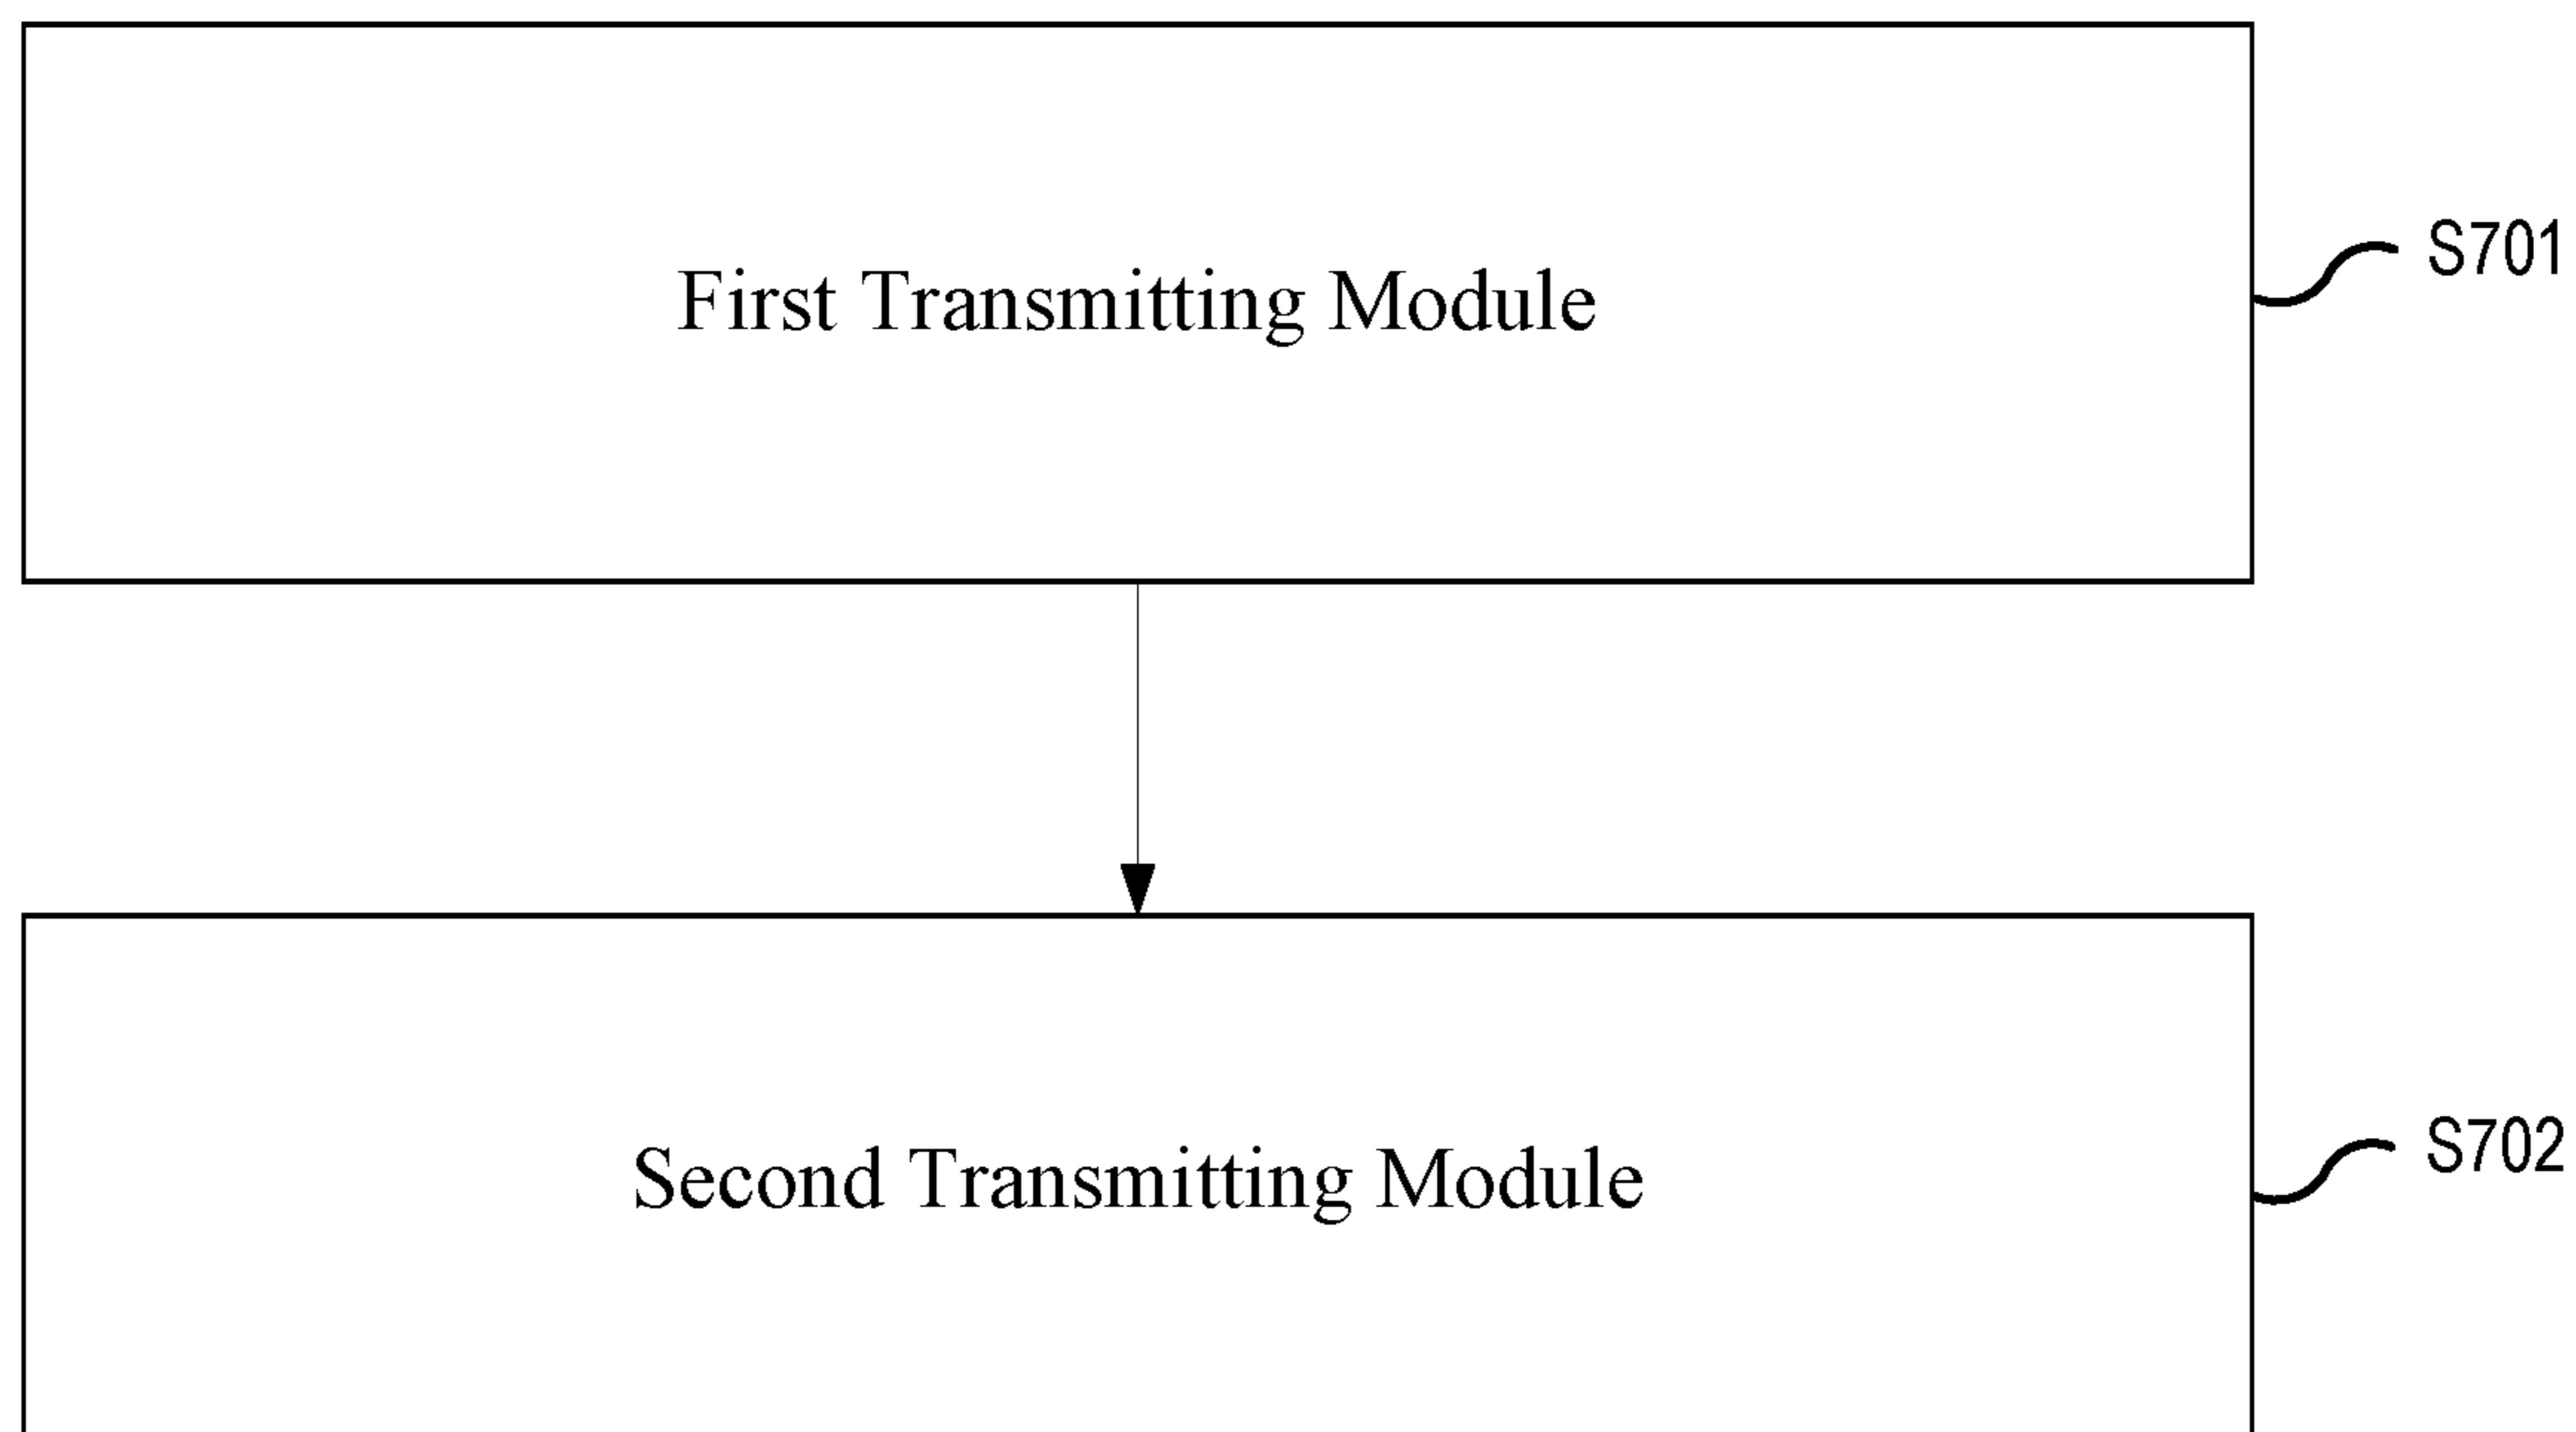 First Transmitting Module
S701
Second Transmitting Module
S702